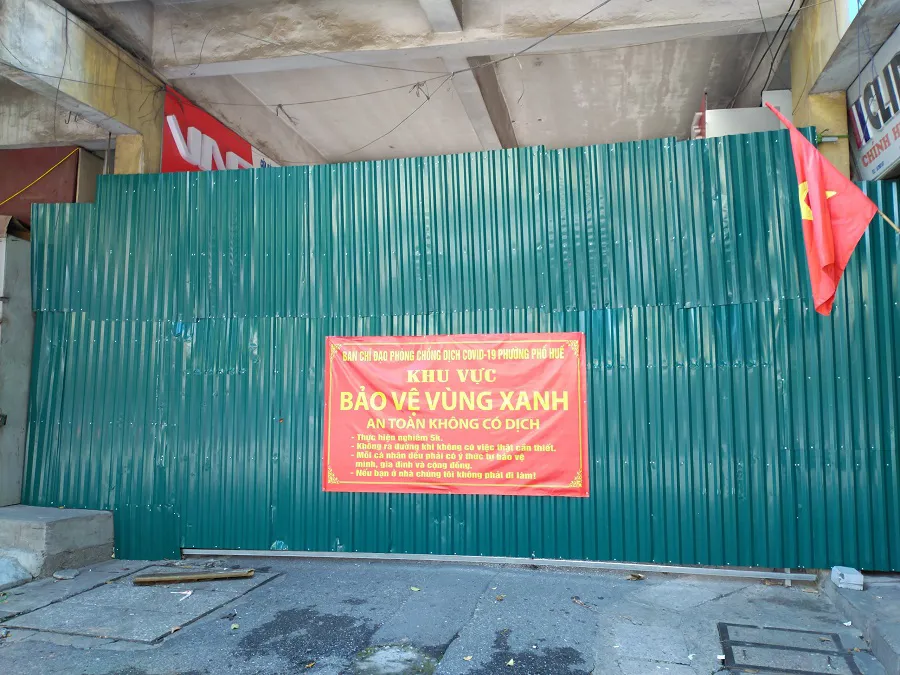 BAN CHỈ ĐẠO PHÒNG CHỐNG DỊCH COVID-19 PHƯỜNG PHỐ HUẾ
KHU VỰC
BẢO VỆ VÙNG XANH
AN TOÀN KHÔNG CÓ DỊCH
- Thực hiện nghiêm 5k.
- Không ra đường khi không có việc thật cần thiết.
- Mỗi cá nhân đều phải có ý thức tự bảo vệ
mình, gia đình và cộng đồng.
- Nếu bạn ở nhà chúng tôi không phải đi làm!
CHÍNH H